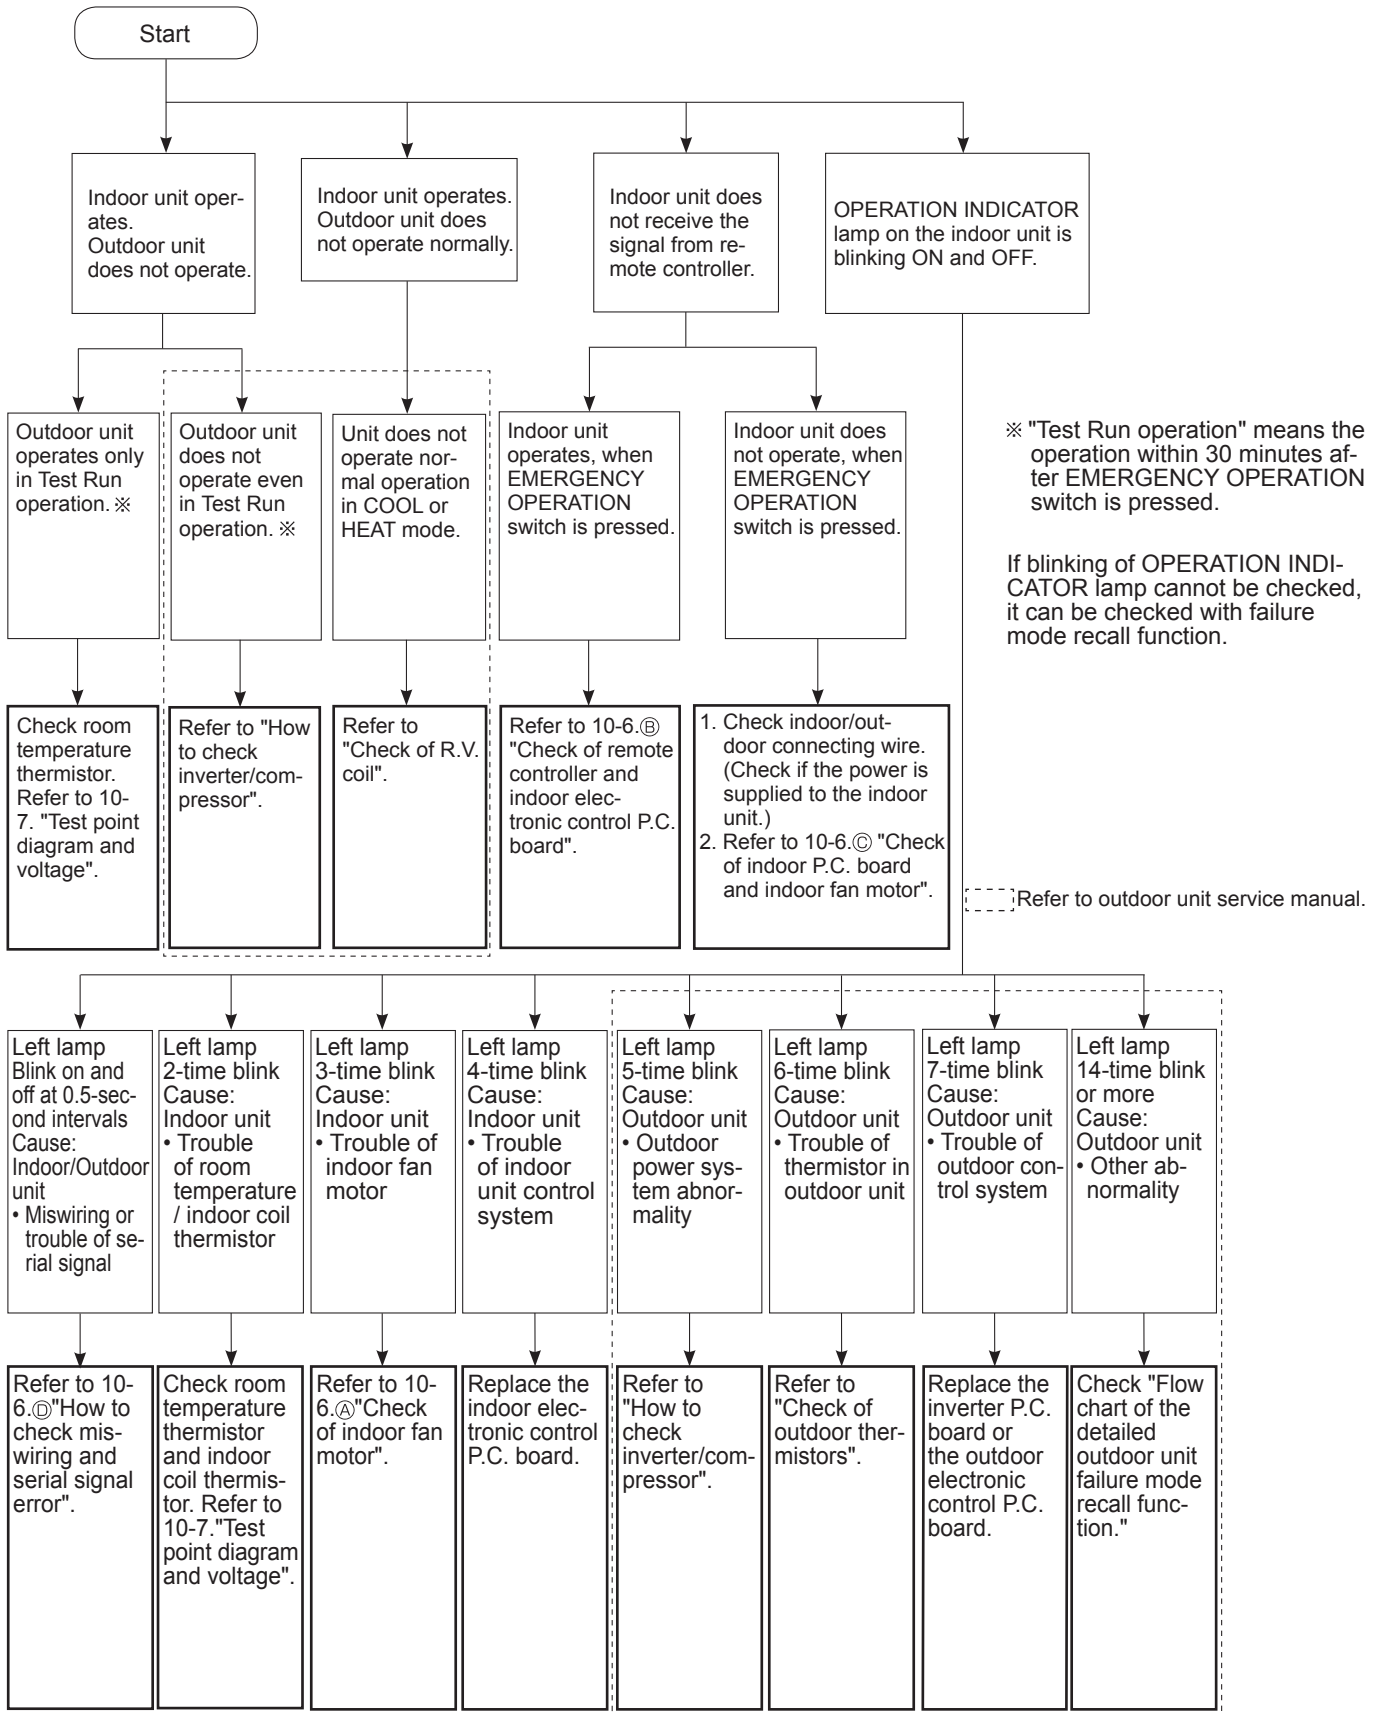 Start
Indoor unit oper-
ates.
Outdoor unit
does not operate.
Indoor unit operates.
Outdoor unit does
not operate normally.
Indoor unit does
not receive the
signal from re-
mote controller.
OPERATION INDICATOR
lamp on the indoor unit is
blinking ON and OFF.
Outdoor unit
operates only
in Test Run
operation. ※
Outdoor unit
does not
operate even
in Test Run
operation. ※
Unit does not
operate nor-
mal operation
in COOL or
HEAT mode.
Indoor unit
operates, when
EMERGENCY
OPERATION
switch is pressed.
Indoor unit does
not operate, when
EMERGENCY
OPERATION
switch is pressed.
※ "Test Run operation" means the
operation within 30 minutes af-
ter EMERGENCY OPERATION
switch is pressed.
If blinking of OPERATION INDI-
CATOR lamp cannot be checked,
it can be checked with failure
mode recall function.
Check room
temperature
thermistor.
Refer to 10-
7. "Test point
diagram and
voltage".
Refer to "How
to check
inverter/com-
pressor".
Refer to
"Check of R.V.
coil".
Refer to 10-6.Ⓑ
"Check of remote
controller and
indoor elec-
tronic control P.C.
board".
1. Check indoor/out-
door connecting wire.
(Check if the power is
supplied to the indoor
unit.)
2. Refer to 10-6.Ⓒ "Check
of indoor P.C. board
and indoor fan motor".
Refer to outdoor unit service manual.
Left lamp
Blink on and
off at 0.5-sec-
ond intervals
Cause:
Indoor/Outdoor
unit
• Miswiring or
trouble of se-
rial signal
Left lamp
2-time blink
Cause:
Indoor unit
• Trouble
of room
temperature
/ indoor coil
thermistor
Left lamp
3-time blink
Cause:
Indoor unit
• Trouble of
indoor fan
motor
Left lamp
4-time blink
Cause:
Indoor unit
• Trouble
of indoor
unit control
system
Left lamp
5-time blink
Cause:
Outdoor unit
• Outdoor
power sys-
tem abnor-
mality
Left lamp
6-time blink
Cause:
Outdoor unit
• Trouble of
thermistor in
outdoor unit
Left lamp
7-time blink
Cause:
Outdoor unit
• Trouble of
outdoor con-
trol system
Left lamp
14-time blink
or more
Cause:
Outdoor unit
• Other ab-
normality
Refer to 10-
6.Ⓓ"How to
check mis-
wiring and
serial signal
error".
Check room
temperature
thermistor
and indoor
coil thermis-
tor. Refer to
10-7."Test
point diagram
and voltage".
Refer to 10-
6.Ⓐ"Check
of indoor fan
motor".
Replace the
indoor elec-
tronic control
P.C. board.
Refer to
"How to
check
inverter/com-
pressor".
Refer to
"Check of
outdoor ther-
mistors".
Replace the
inverter P.C.
board or
the outdoor
electronic
control P.C.
board.
Check "Flow
chart of the
detailed
outdoor unit
failure mode
recall func-
tion."